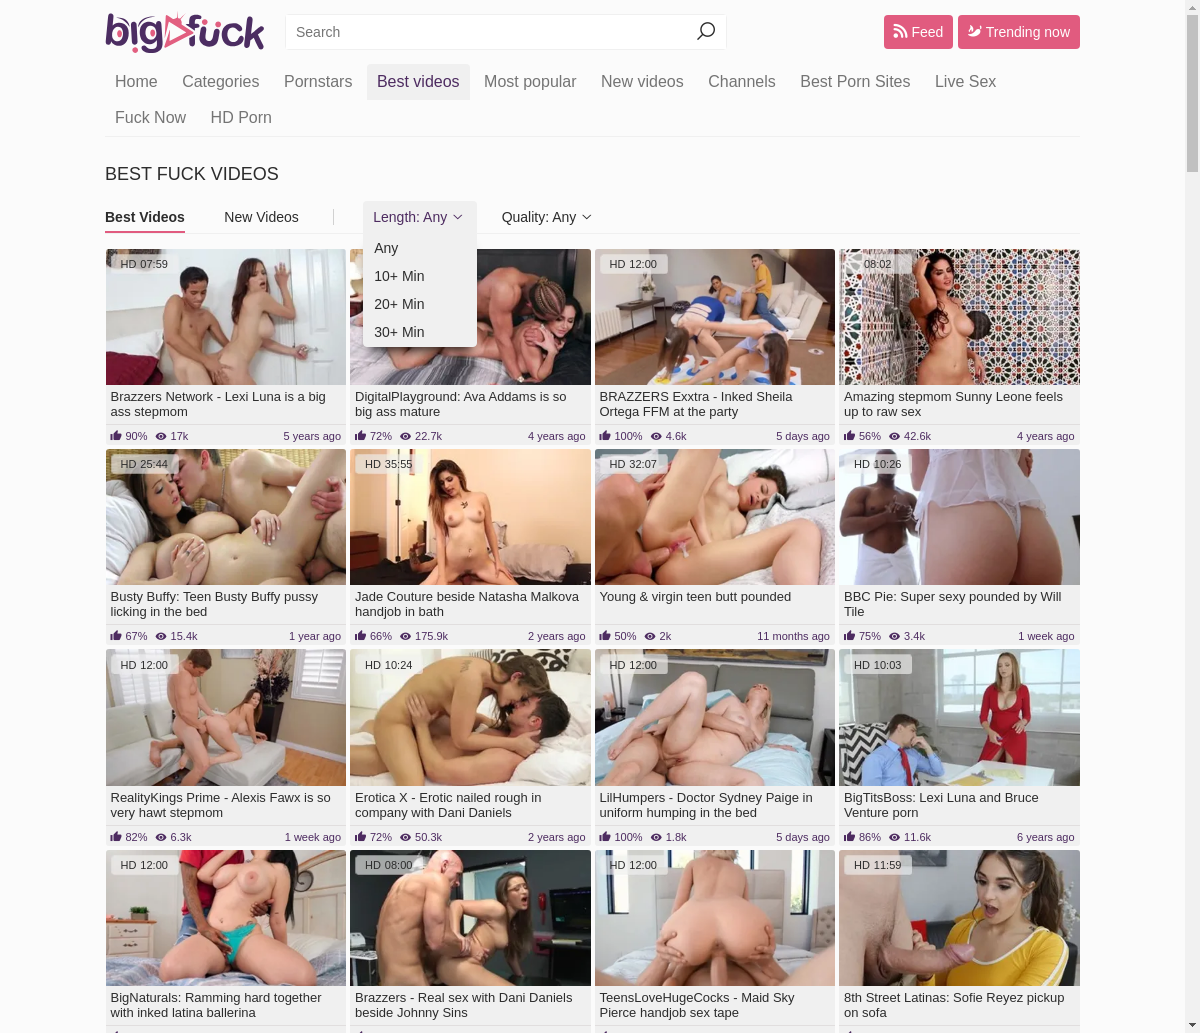 bigfuck
Search
Feed
Trending now
Home Categories Pornstars Best videos Most popular New videos Channels Best Porn Sites Live Sex
Fuck Now HD Porn
BEST FUCK VIDEOS
Best Videos New Videos Length: Any Quality: Any
Any
10+ Min
20+ Min
30+ Min
HD 07:59
HD 12:00
08:02
Brazzers Network - Lexi Luna is a big
ass stepmom
90% 17k 5 years ago
DigitalPlayground: Ava Addams is so
big ass mature
72% 22.7k 4 years ago
BRAZZERS Exxtra - Inked Sheila
Ortega FFM at the party
100% 4.6k 5 days ago
Amazing stepmom Sunny Leone feels
up to raw sex
56% 42.6k 4 years ago
HD 25:44
HD 35:55
HD 32:07
HD 10:26
Busty Buffy: Teen Busty Buffy pussy
licking in the bed
67% 15.4k 1 year ago
Jade Couture beside Natasha Malkova
handjob in bath
66% 175.9k 2 years ago
Young & virgin teen butt pounded
50% 2k 11 months ago
BBC Pie: Super sexy pounded by Will
Tile
75% 3.4k 1 week ago
HD 12:00
HD 10:24
HD 12:00
HD 10:03
RealityKings Prime - Alexis Fawx is so
very hawt stepmom
82% 6.3k 1 week ago
Erotica X - Erotic nailed rough in
company with Dani Daniels
72% 50.3k 2 years ago
LilHumpers - Doctor Sydney Paige in
uniform humping in the bed
100% 1.8k 5 days ago
BigTitsBoss: Lexi Luna and Bruce
Venture porn
86% 11.6k 6 years ago
HD 12:00
HD 08:00
HD 12:00
HD 11:59
BigNaturals: Ramming hard together
with inked latina ballerina
Brazzers - Real sex with Dani Daniels
beside Johnny Sins
TeensLoveHugeCocks - Maid Sky
Pierce handjob sex tape
8th Street Latinas: Sofie Reyez pickup
on sofa